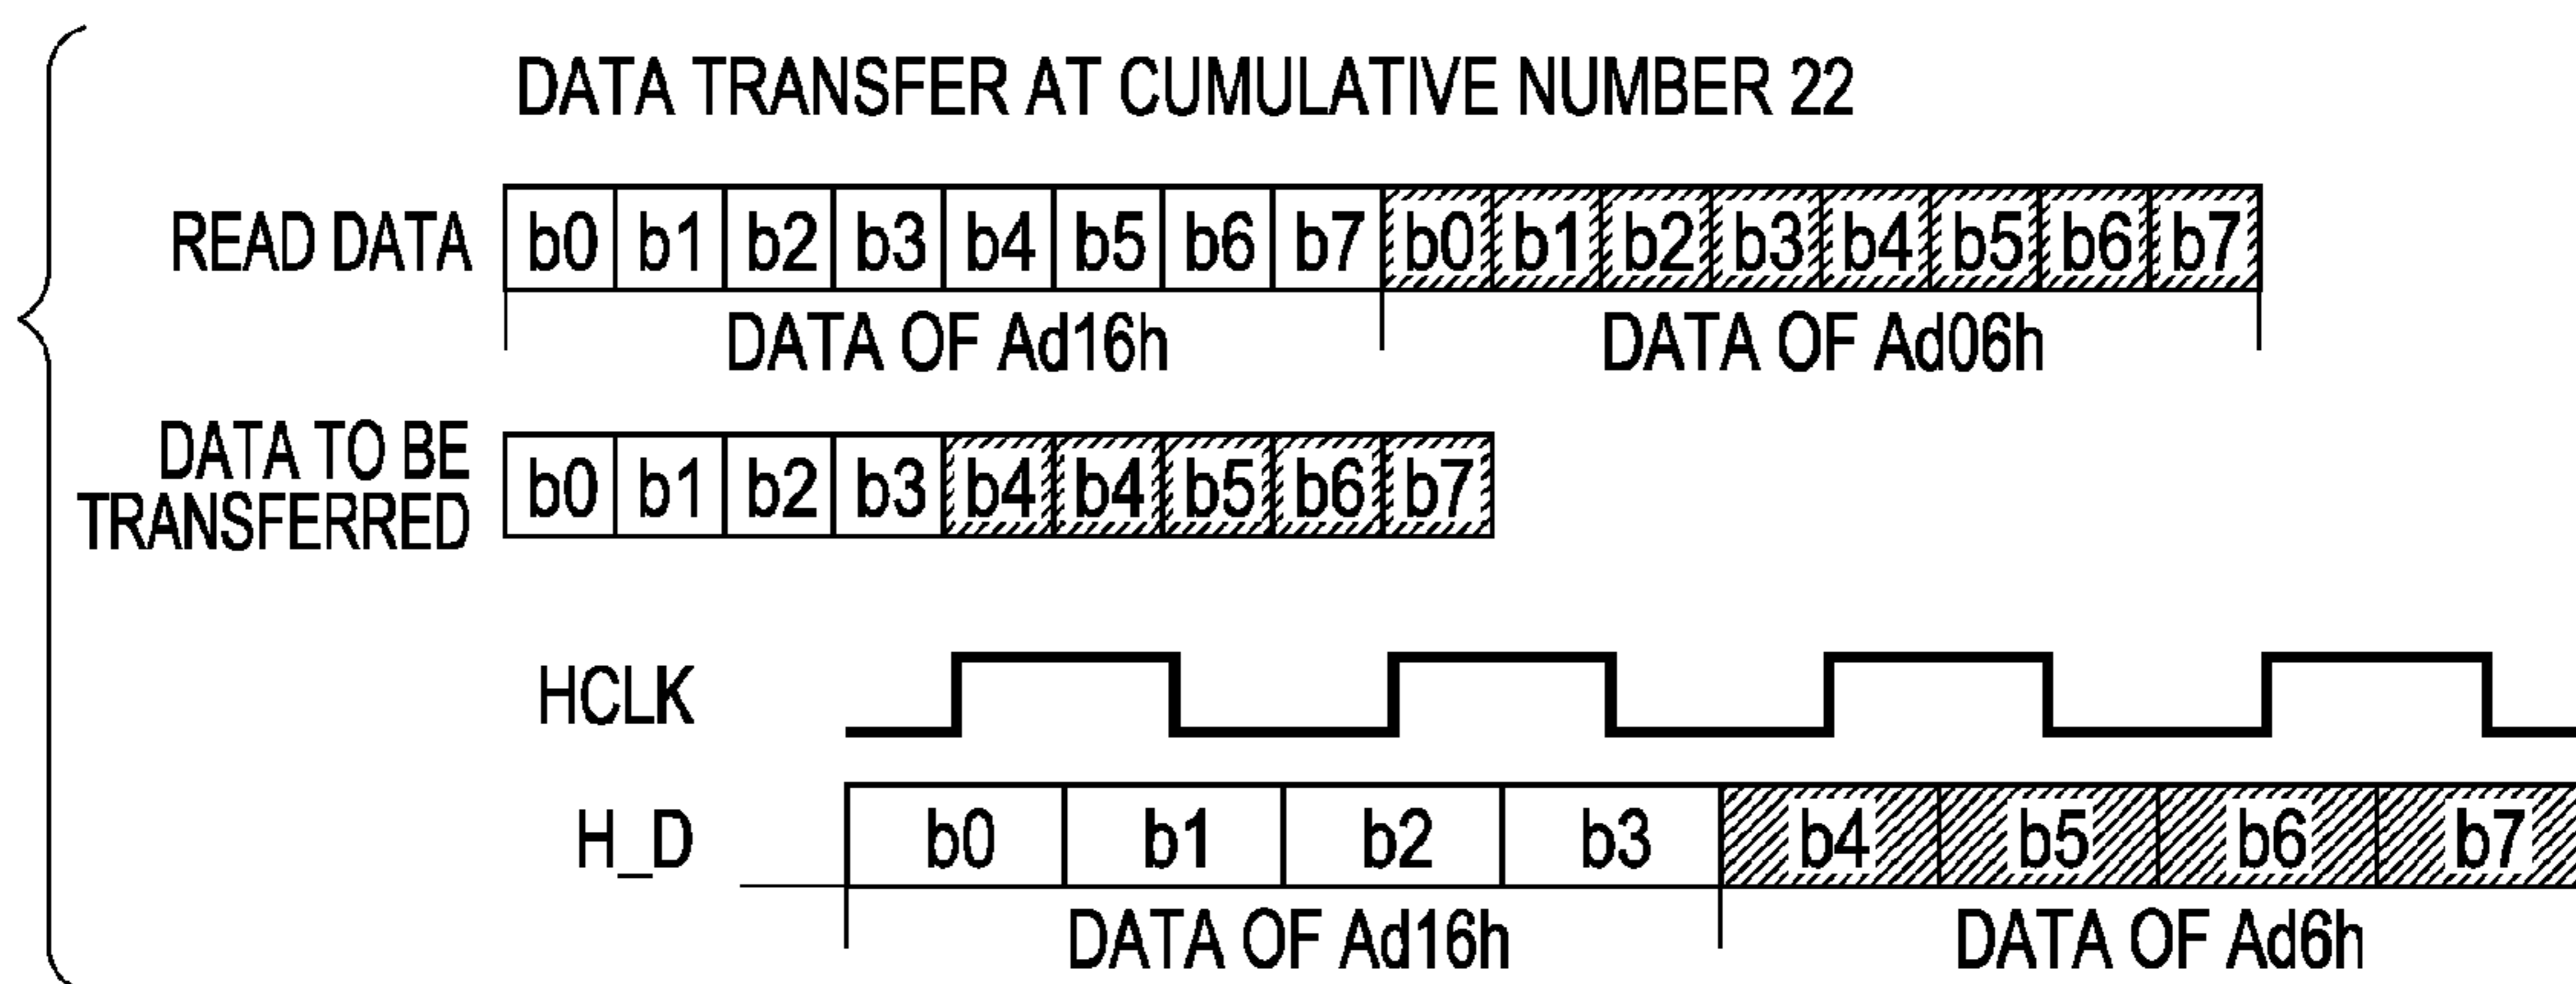 DATA TRANSFER AT CUMULATIVE NUMBER 22
READ DATA b0 b1 b2 b3 b4 b5 b6 b7 b0 b1 b2 b3 b4 b5 b6 b7
DATA OF Ad16h DATA OF Ad06h
DATA TO BE
TRANSFERRED b0 b1 b2 b3 b4 b4 b5 b6 b7
HCLK
H_D b0 b1 b2 b3 b4 b5 b6 b7
DATA OF Ad16h DATA OF Ad6h